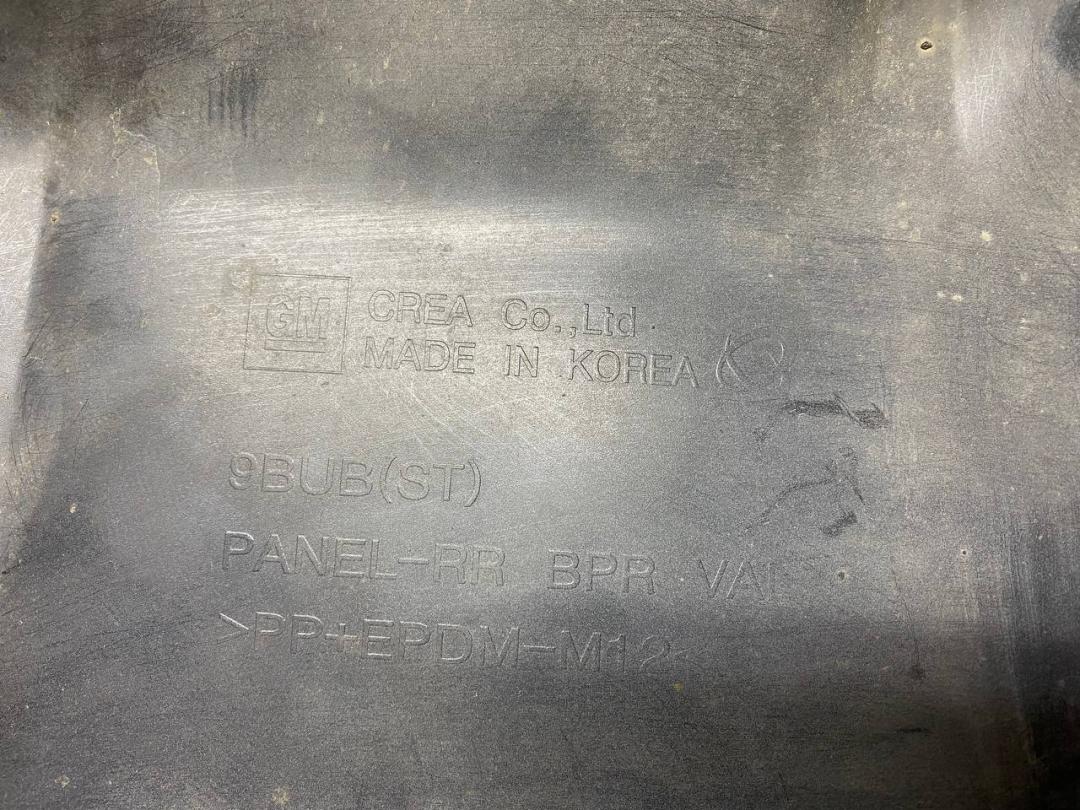 GM
CREA Co.,Ltd
MADE IN KOREA
9BUB(ST)
PANEL-RR BPR
>PP+EPDM-M12<